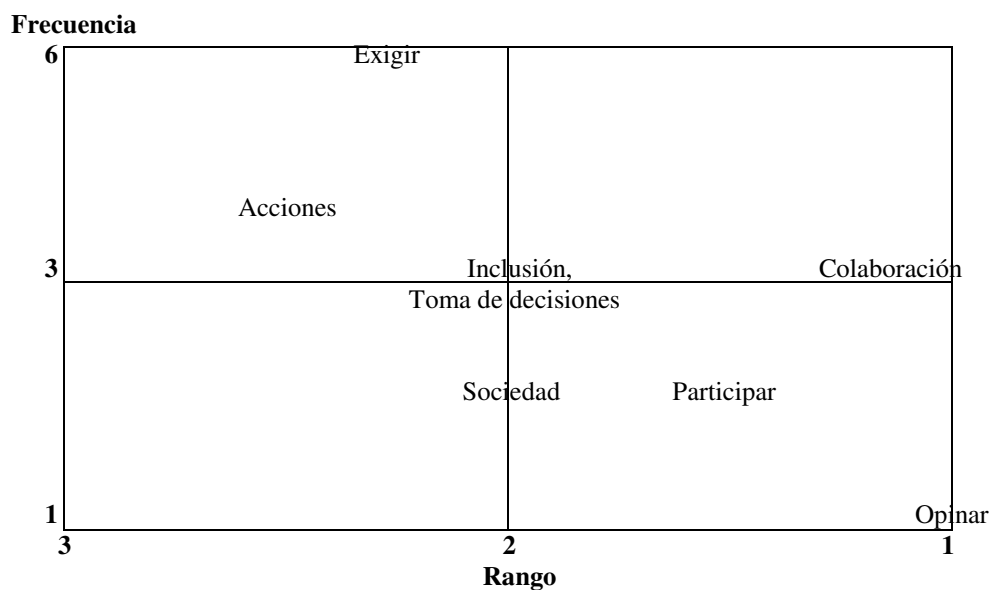 Frecuencia
6
Exigir
Acciones
3
Inclusión,
Colaboración
Toma de decisiones
Sociedad
Participar
1
Opinar
3
2
1
Rango